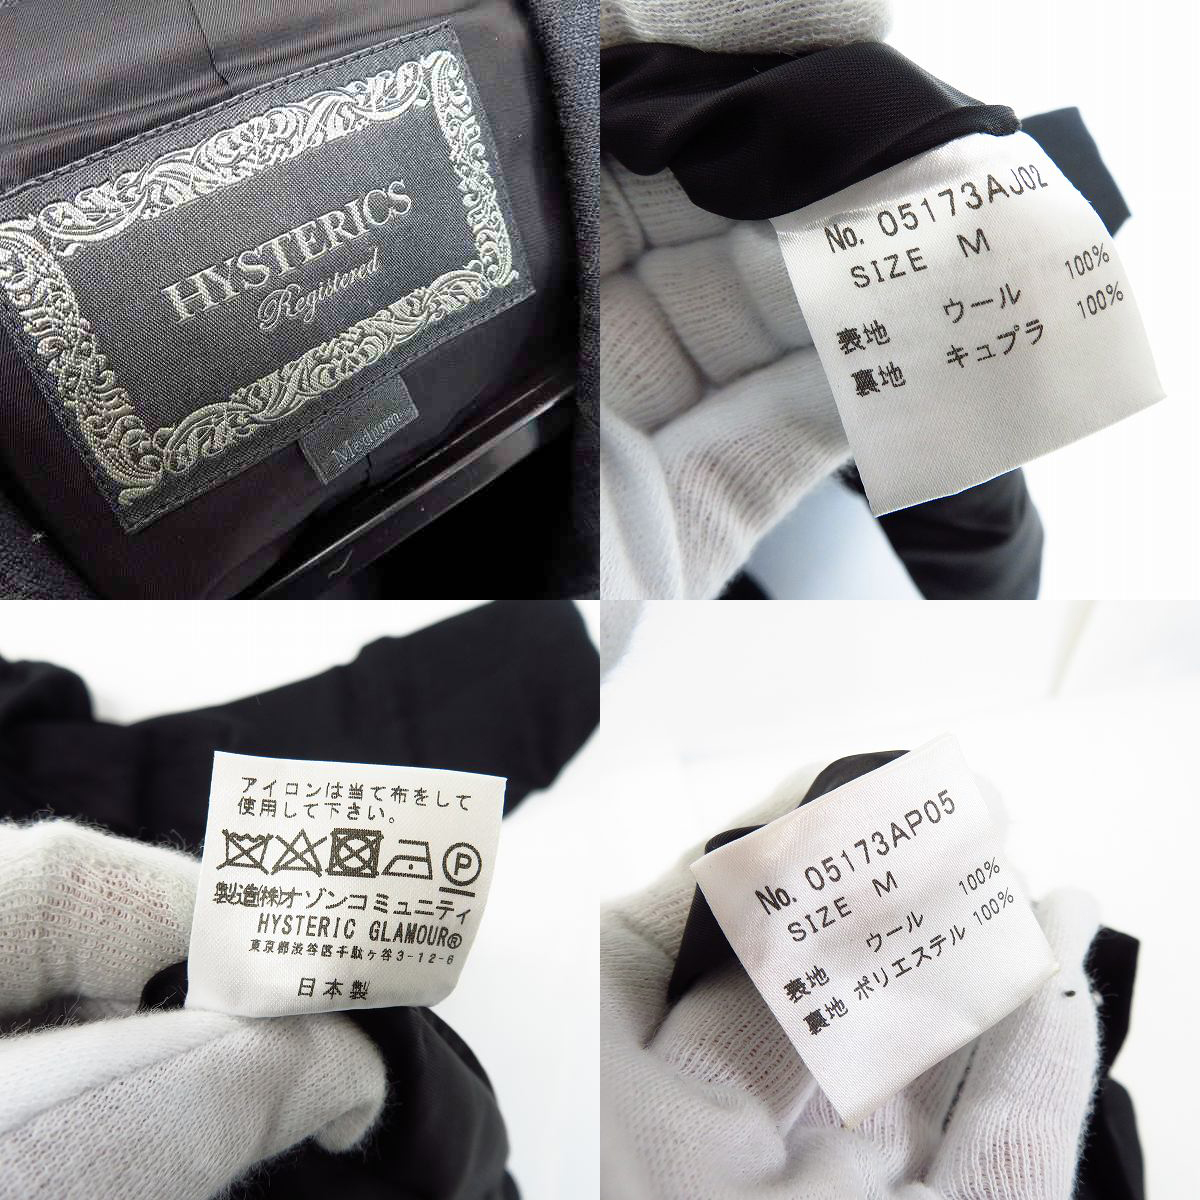 HYSTERICS
Registered
Medium
No. 05173AJ02
SIZE M
表地 ウール 100%
裏地 キュプラ 100%
アイロンは当て布をして
使用して下さい。
P
製造(株)オゾンコミュニティ
HYSTERIC GLAMOUR®
東京都渋谷区千駄ヶ谷3-12-6
日本製
No. 05173AP05
SIZE M
表地 ウール 100%
裏地 ポリエステル 100%